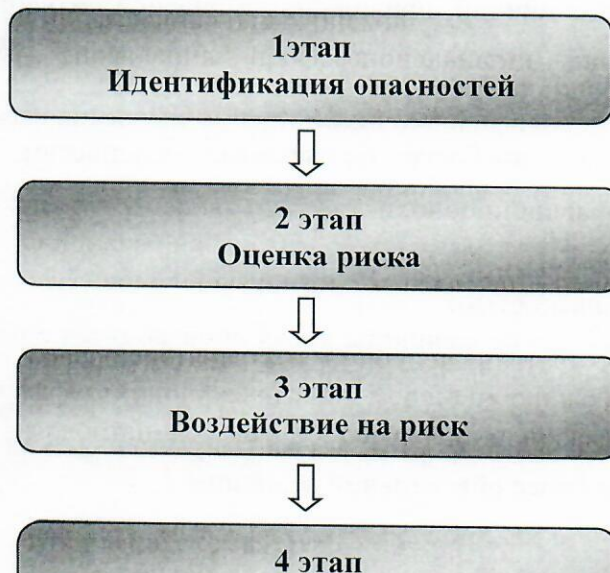 1этап
Идентификация опасностей
2 этап
Оценка риска
3 этап
Воздействие на риск
4 этап